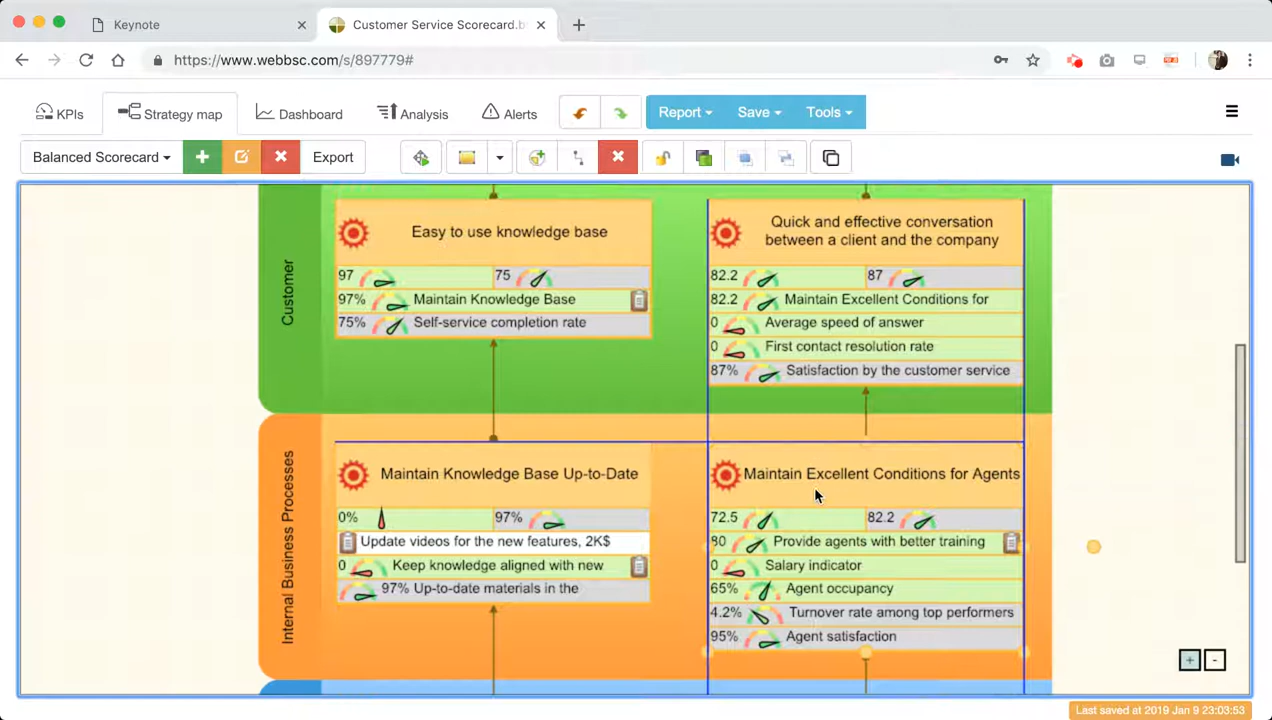 Keynote
Customer Service Scorecard.b
https://www.webbsc.com/s/897779#
KPIs
Strategy map
Dashboard
Analysis
Alerts
Report
Save
Tools
Balanced Scorecard
Export
Customer
Easy to use knowledge base
97
75
97% Maintain Knowledge Base
75% Self-service completion rate
Quick and effective conversation
between a client and the company
82.2
87
82.2 Maintain Excellent Conditions for
0 Average speed of answer
0 First contact resolution rate
87% Satisfaction by the customer service
Internal Business Processes
Maintain Knowledge Base Up-to-Date
0%
97%
Update videos for the new features, 2K$
0 Keep knowledge aligned with new
97% Up-to-date materials in the
Maintain Excellent Conditions for Agents
72.5
82.2
80 Provide agents with better training
0 Salary indicator
65% Agent occupancy
4.2% Turnover rate among top performers
95% Agent satisfaction
+ -
Last saved at 2019 Jan 9 23:03:53